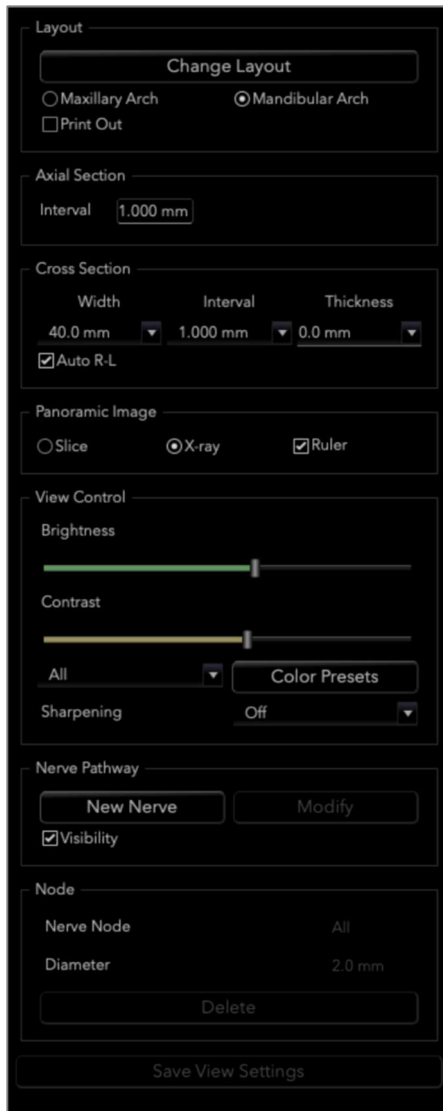 Layout
Change Layout
Maxillary Arch Mandibular Arch
Print Out
Axial Section
Interval 1.000 mm
Cross Section
Width Interval Thickness
40.0 mm 1.000 mm 0.0 mm
Auto R-L
Panoramic Image
Slice X-ray Ruler
View Control
Brightness
Contrast
All Color Presets
Sharpening Off
Nerve Pathway
New Nerve Modify
Visibility
Node
Nerve Node All
Diameter 2.0 mm
Delete
Save View Settings